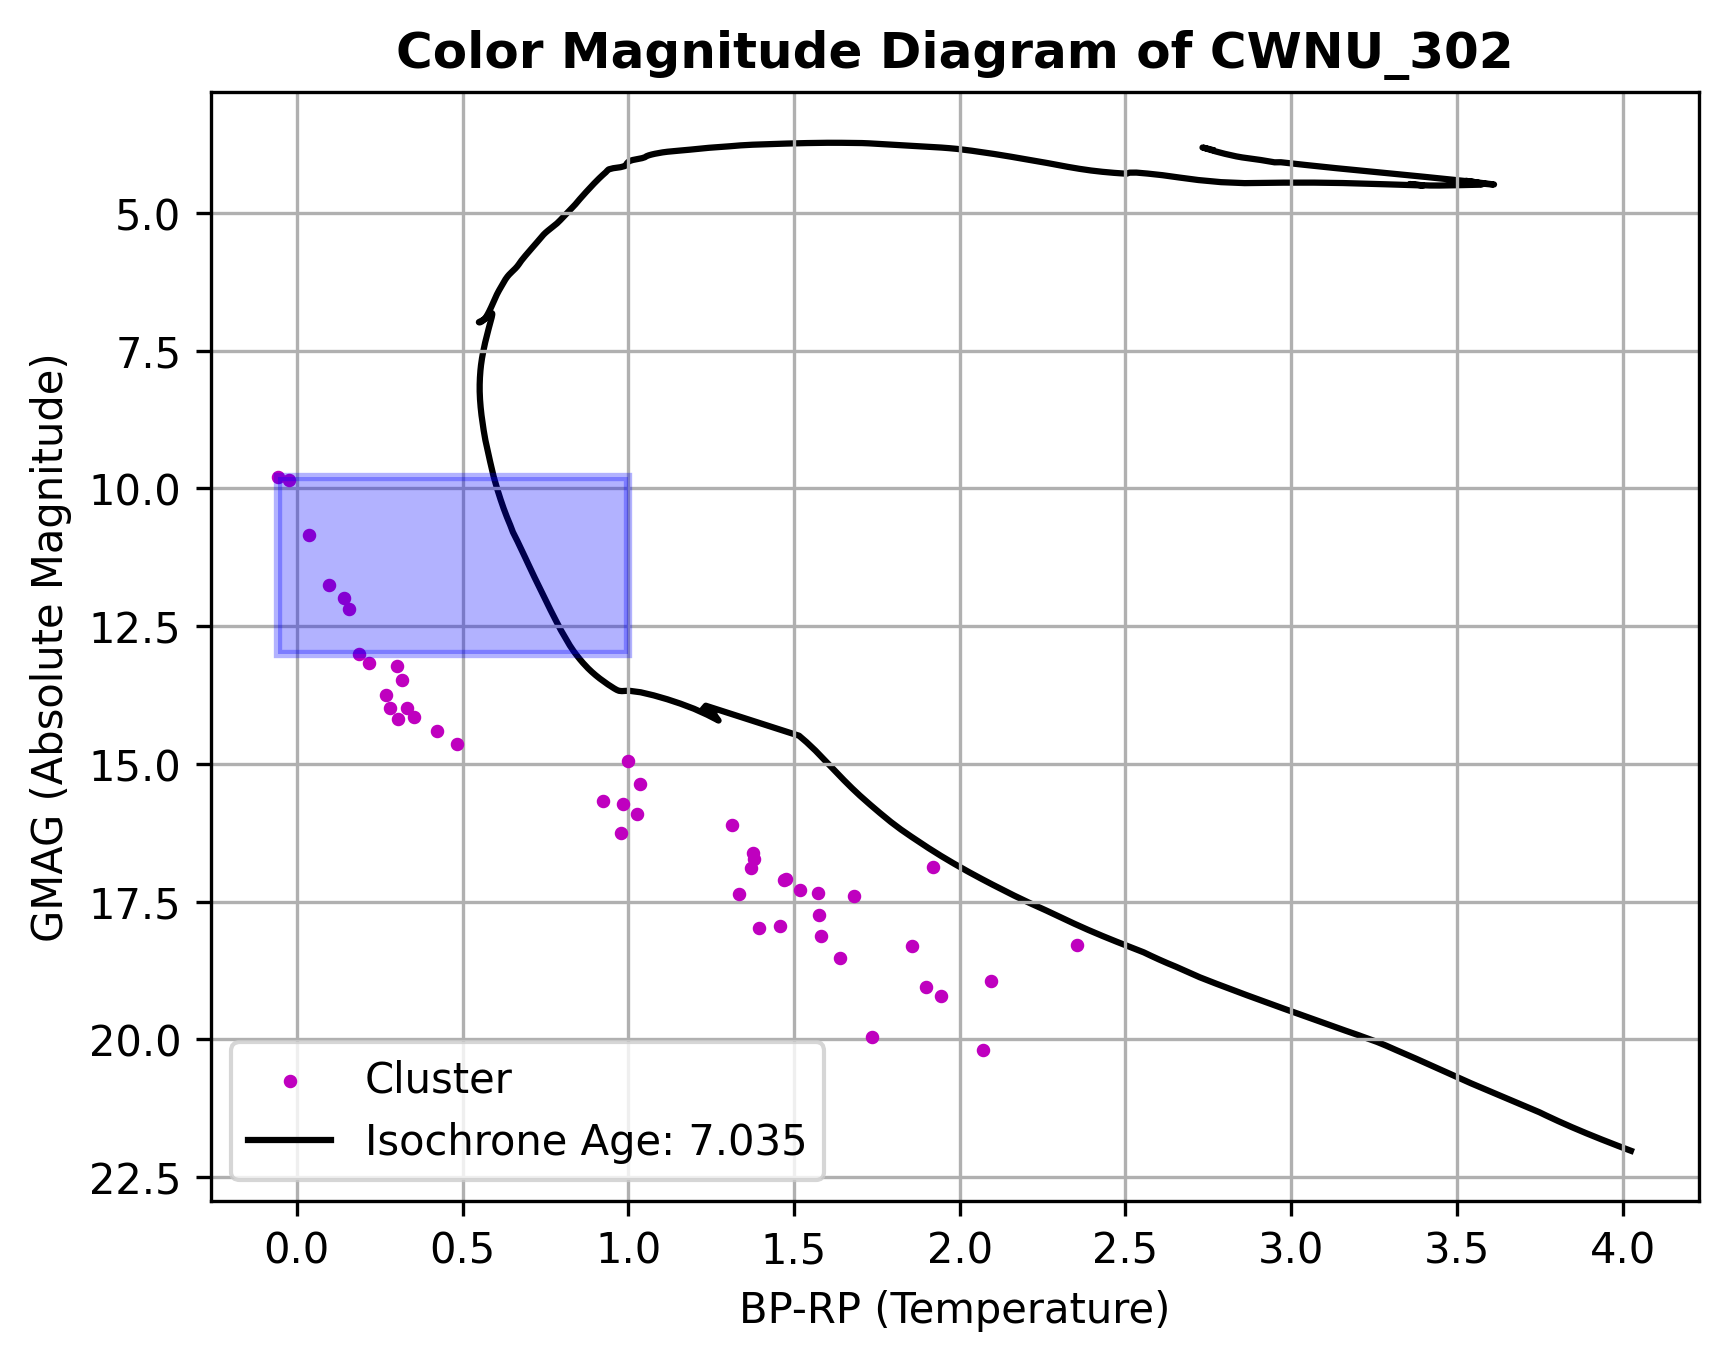 Color Magnitude Diagram of CWNU_302
GMAG (Absolute Magnitude)
5.0
7.5
10.0
12.5
15.0
17.5
20.0
22.5
Cluster
Isochrone Age: 7.035
0.0 0.5 1.0 1.5 2.0 2.5 3.0 3.5 4.0
BP-RP (Temperature)